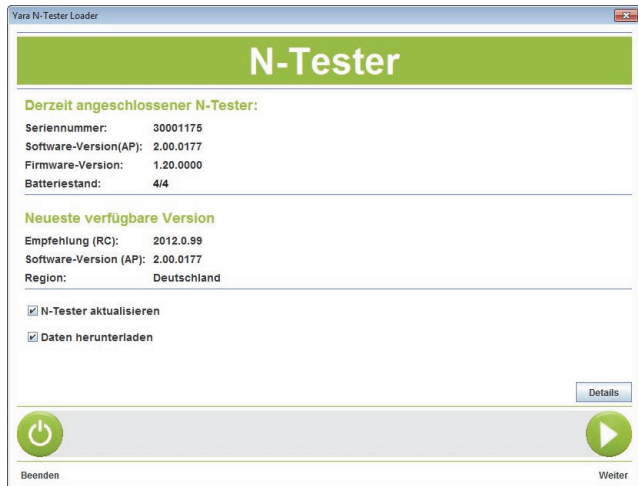 Yara N-Tester Loader
N-Tester
Derzeit angeschlossener N-Tester:
Seriennummer: 30001175
Software-Version(AP): 2.00.0177
Firmware-Version: 1.20.0000
Batteriestand: 4/4
Neueste verfügbare Version
Empfehlung (RC): 2012.0.99
Software-Version (AP): 2.00.0177
Region: Deutschland
N-Tester aktualisieren
Daten herunterladen
Details
Beenden Weiter